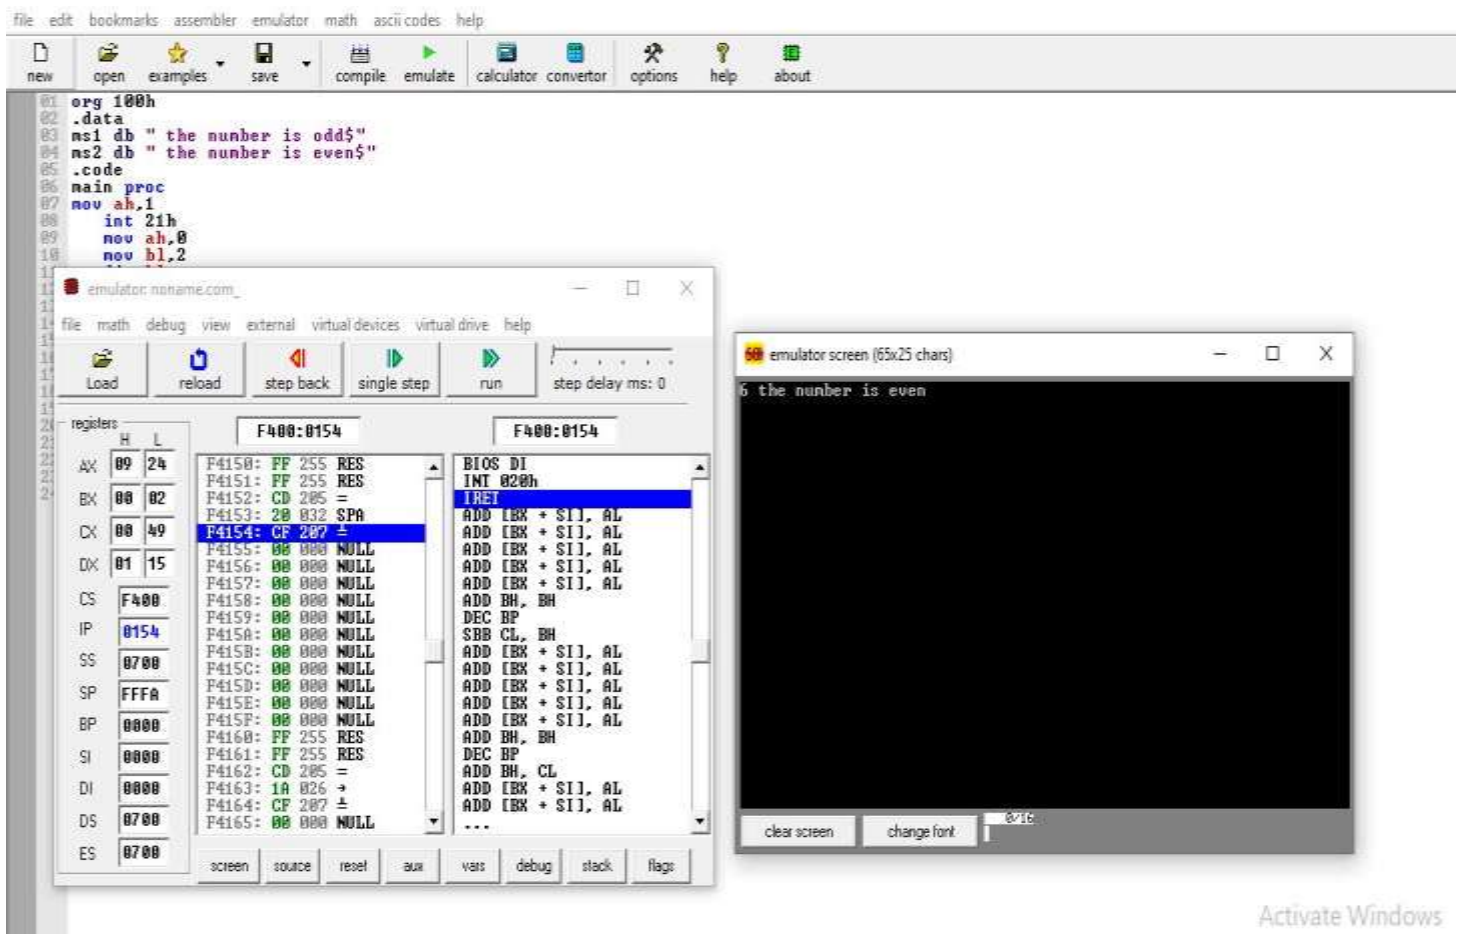 file edit bookmarks assembler emulator math ascii codes help
new open examples save compile emulate calculator convertor options help about
01 org 100h
02 .data
03 ms1 db " the number is odd$"
04 ms2 db " the number is even$"
05 .code
06 main proc
07 mov ah,1
08 int 21h
09 mov ah,0
10 mov bl,2
emulator: noname.com_
file math debug view external virtual devices virtual drive help
Load reload step back single step run step delay ms: 0
registers
H L
AX 09 24
BX 00 02
CX 00 49
DX 01 15
CS F400
IP 0154
SS 0700
SP FFFA
BP 0000
SI 0000
DI 0000
DS 0700
ES 0700
F400:0154
F4150: FF 255 RES
F4151: FF 255 RES
F4152: CD 205 =
F4153: 20 032 SPA
F4154: CF 207 ╧
F4155: 00 000 NULL
F4156: 00 000 NULL
F4157: 00 000 NULL
F4158: 00 000 NULL
F4159: 00 000 NULL
F415A: 00 000 NULL
F415B: 00 000 NULL
F415C: 00 000 NULL
F415D: 00 000 NULL
F415E: 00 000 NULL
F415F: 00 000 NULL
F4160: FF 255 RES
F4161: FF 255 RES
F4162: CD 205 =
F4163: 1A 026 →
F4164: CF 207 ╧
F4165: 00 000 NULL
F400:0154
BIOS DI
INT 020h
IRET
ADD [BX + SI], AL
ADD [BX + SI], AL
ADD [BX + SI], AL
ADD [BX + SI], AL
ADD [BX + SI], AL
ADD BH, BH
DEC BP
SBB CL, BH
ADD [BX + SI], AL
ADD [BX + SI], AL
ADD [BX + SI], AL
ADD [BX + SI], AL
ADD [BX + SI], AL
ADD BH, BH
DEC BP
ADD BH, CL
ADD [BX + SI], AL
ADD [BX + SI], AL
...
screen source reset aux vars debug stack flags
emulator screen (65x25 chars)
6 the number is even
clear screen change font 0/16
Activate Windows